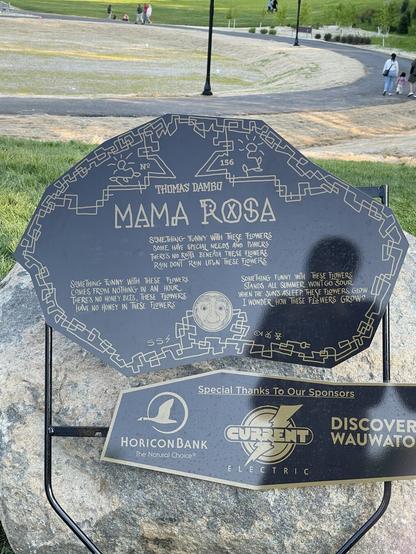 Nº 156
THOMAS DAMBO
MAMA ROSA
SOMETHING FUNNY WITH THESE FLOWERS
SOME HAVE SPECIAL NEEDS AND POWERS
THERE'S NO ROOTS BENEATH THESE FLOWERS
RAIN DON'T RAIN UPON THESE FLOWERS
SOMETHING FUNNY WITH THESE FLOWERS
COMES FROM NOTHING IN AN HOUR
THERE'S NO HONEY BEES, THESE FLOWERS
HAVE NO HONEY IN THESE FLOWERS
SOMETHING FUNNY WITH THESE FLOWERS
STANDS ALL SUMMER WON'T GO SOUR
WHEN THE SUN'S ASLEEP THESE FLOWERS GLOW
I WONDER HOW THESE FLOWERS GROW?
Special Thanks To Our Sponsors
HORICON BANK
The Natural Choice®
CURRENT
ELECTRIC
DISCOVER
WAUWATO